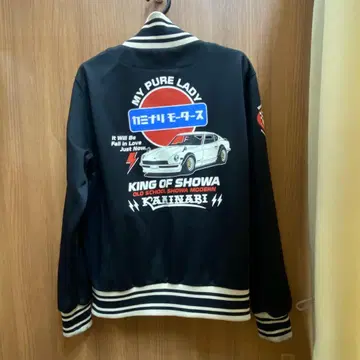 MY PURE LADY
カミナリ モータース
It Will Be
Fall in Love
Just Now.
KING OF SHOWA
OLD SCHOOL SHOWA MODERN
KAMINARI